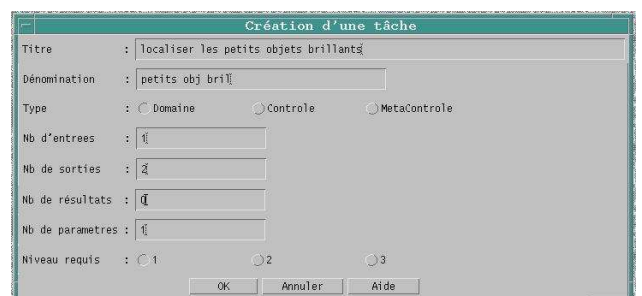 Création d'une tâche
Titre : localiser les petits objets brillants
Dénomination : petits obj bril
Type : Domaine Controle MetaControle
Nb d'entrees : 1
Nb de sorties : 2
Nb de résultats : 0
Nb de parametres : 1
Niveau requis : 1 2 3
OK Annuler Aide